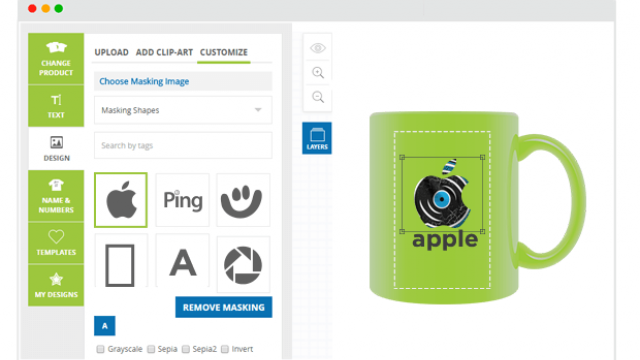 CHANGE
PRODUCT
TEXT
DESIGN
NAME &
NUMBERS
TEMPLATES
MY DESIGNS
UPLOAD ADD CLIP-ART CUSTOMIZE
Choose Masking Image
Masking Shapes
Search by tags
Ping
A
REMOVE MASKING
A
Grayscale Sepia Sepia2 Invert
LAYERS
apple